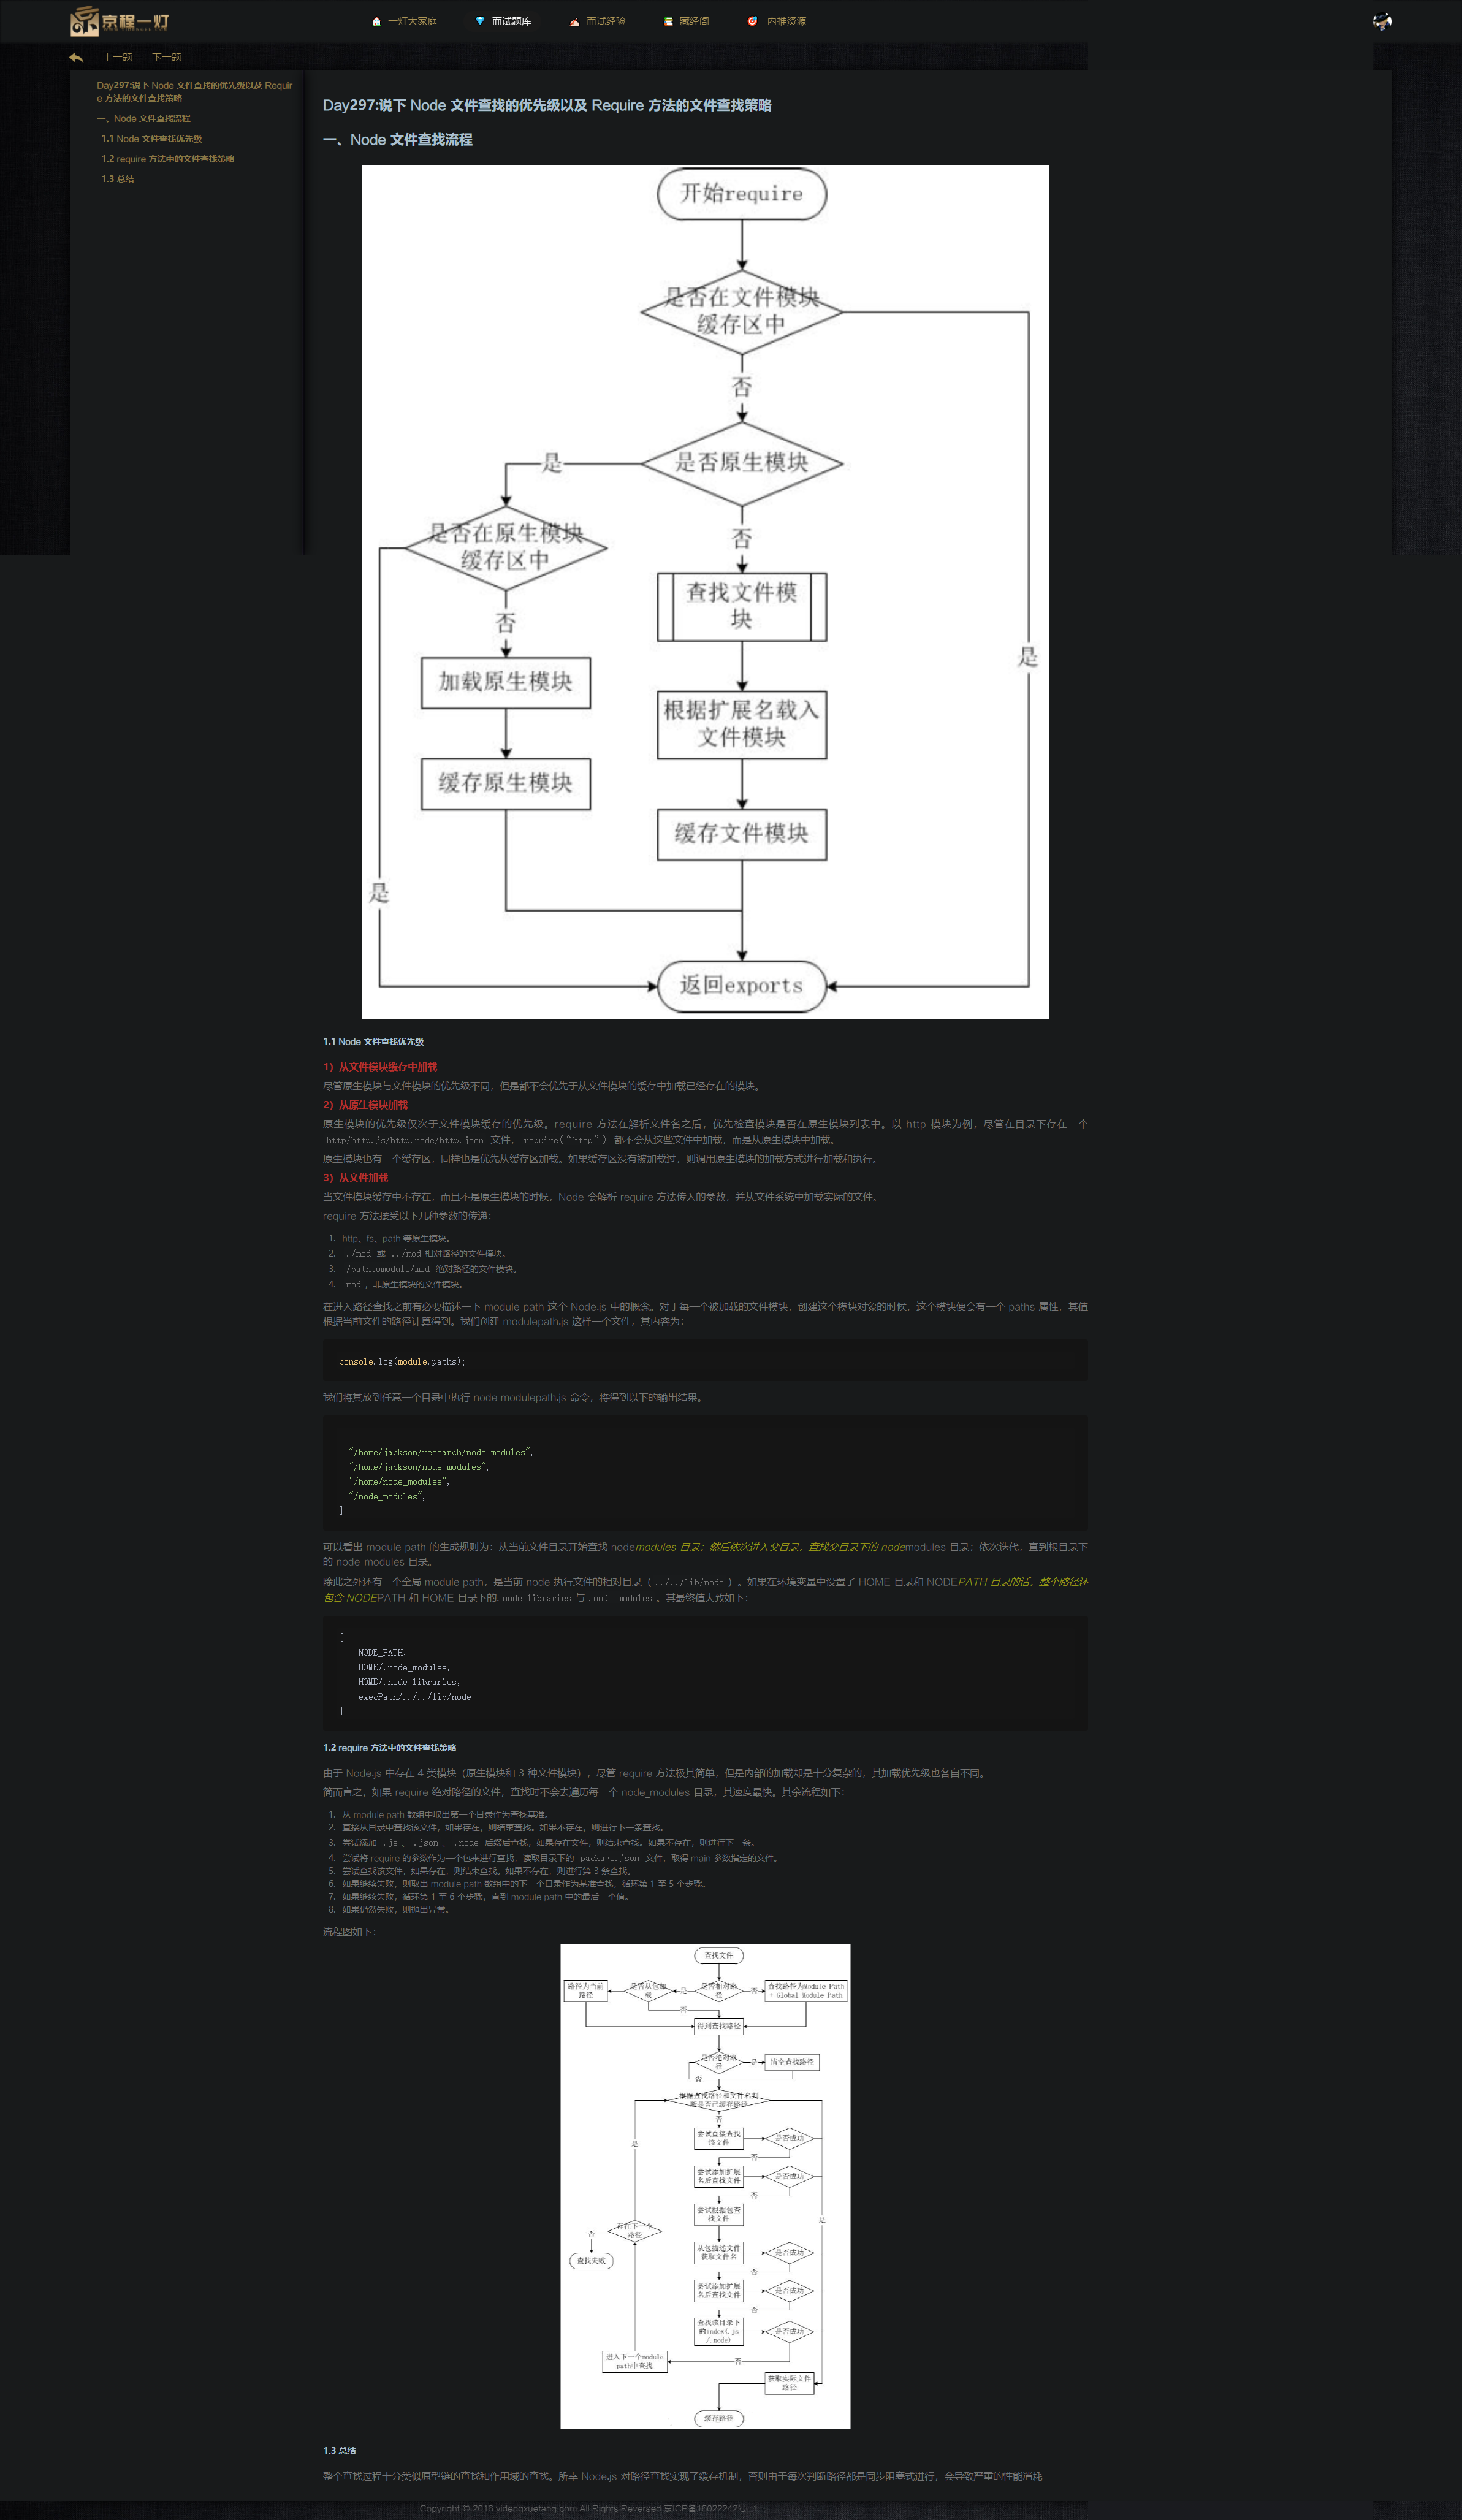 京程一灯
一灯大家庭
面试题库
面试经验
藏经阁
内推资源
上一题
下一题
Day297:说下 Node 文件查找的优先级以及 Requir
e 方法的文件查找策略
一、Node 文件查找流程
1.1 Node 文件查找优先级
1.2 require 方法中的文件查找策略
1.3 总结
Day297:说下 Node 文件查找的优先级以及 Require 方法的文件查找策略
一、Node 文件查找流程
开始require
是否在文件模块
缓存区中
否
是否原生模块
是
是否在原生模块
缓存区中
否
查找文件模
块
否
加载原生模块
是
根据扩展名载入
文件模块
缓存原生模块
缓存文件模块
是
返回exports
1.1 Node 文件查找优先级
1）从文件模块缓存中加载
尽管原生模块与文件模块的优先级不同，但是都不会优先于从文件模块的缓存中加载已经存在的模块。
2）从原生模块加载
原生模块的优先级仅次于文件模块缓存的优先级。require 方法在解析文件名之后，优先检查模块是否在原生模块列表中。以 http 模块为例，尽管在目录下存在一个
http/http.js/http.node/http.json 文件， require(“http”) 都不会从这些文件中加载，而是从原生模块中加载。
原生模块也有一个缓存区，同样也是优先从缓存区加载。如果缓存区没有被加载过，则调用原生模块的加载方式进行加载和执行。
3）从文件加载
当文件模块缓存中不存在，而且不是原生模块的时候，Node 会解析 require 方法传入的参数，并从文件系统中加载实际的文件。
require 方法接受以下几种参数的传递：
1. http、fs、path 等原生模块。
2. ./mod 或 ../mod 相对路径的文件模块。
3. /pathtomodule/mod 绝对路径的文件模块。
4. mod ，非原生模块的文件模块。
在进入路径查找之前有必要描述一下 module path 这个 Node.js 中的概念。对于每一个被加载的文件模块，创建这个模块对象的时候，这个模块便会有一个 paths 属性，其值
根据当前文件的路径计算得到。我们创建 modulepath.js 这样一个文件，其内容为：
console.log(module.paths);
我们将其放到任意一个目录中执行 node modulepath.js 命令，将得到以下的输出结果。
[
"/home/jackson/research/node_modules",
"/home/jackson/node_modules",
"/home/node_modules",
"/node_modules",
];
可以看出 module path 的生成规则为：从当前文件目录开始查找 nodemodules 目录；然后依次进入父目录，查找父目录下的 nodemodules 目录；依次迭代，直到根目录下
的 node_modules 目录。
除此之外还有一个全局 module path，是当前 node 执行文件的相对目录（ ../../lib/node ）。如果在环境变量中设置了 HOME 目录和 NODEPATH 目录的话，整个路径还
包含 NODEPATH 和 HOME 目录下的. node_libraries 与 .node_modules 。其最终值大致如下：
[
NODE_PATH,
HOME/.node_modules,
HOME/.node_libraries,
execPath/../../lib/node
]
1.2 require 方法中的文件查找策略
由于 Node.js 中存在 4 类模块（原生模块和 3 种文件模块），尽管 require 方法极其简单，但是内部的加载却是十分复杂的，其加载优先级也各自不同。
简而言之，如果 require 绝对路径的文件，查找时不会去遍历每一个 node_modules 目录，其速度最快。其余流程如下：
1. 从 module path 数组中取出第一个目录作为查找基准。
2. 直接从目录中查找该文件，如果存在，则结束查找。如果不存在，则进行下一条查找。
3. 尝试添加 .js 、 .json 、 .node 后缀后查找，如果存在文件，则结束查找。如果不存在，则进行下一条。
4. 尝试将 require 的参数作为一个包来进行查找，读取目录下的 package.json 文件，取得 main 参数指定的文件。
5. 尝试查找该文件，如果存在，则结束查找。如果不存在，则进行第 3 条查找。
6. 如果继续失败，则取出 module path 数组中的下一个目录作为基准查找，循环第 1 至 5 个步骤。
7. 如果继续失败，循环第 1 至 6 个步骤，直到 module path 中的最后一个值。
8. 如果仍然失败，则抛出异常。
流程图如下：
查找文件
路径为当前
路径
是否从包加
载
是
是否相对路
径
否
查找路径为Module Path
+ Global Module Path
否
得到查找路径
是否绝对路
径
是
清空查找路径
否
根据查找路径和文件名判
断是否已缓存路径
否
尝试直接查找
该文件
是否成功
是
否
尝试添加扩展
名后查找文件
是否成功
否
尝试根据包查
找文件
是
存在下一个
路径
否
查找失败
从包描述文件
获取文件名
是否成功
否
尝试添加扩展
名后查找文件
是否成功
否
查找该目录下
的index(.js
/.node)
是否成功
进入下一个module
path中查找
否
获取实际文件
路径
缓存路径
1.3 总结
整个查找过程十分类似原型链的查找和作用域的查找。所幸 Node.js 对路径查找实现了缓存机制，否则由于每次判断路径都是同步阻塞式进行，会导致严重的性能消耗
Copyright © 2016 yidengxuetang.com All Rights Reversed.京ICP备16022242号-1